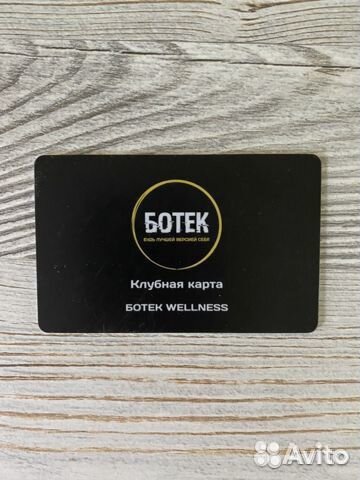 БОТЕК
БУДЬ ЛУЧШЕЙ ВЕРСИЕЙ СЕБЯ
Клубная карта
БОТЕК WELLNESS
Avito